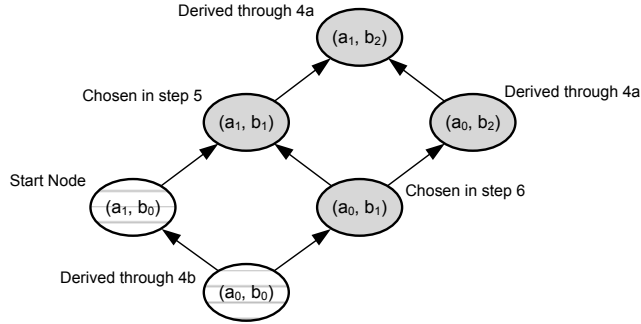 Derived through 4a
(a₁, b₂)
Chosen in step 5
Derived through 4a
(a₁, b₁)
(a₀, b₂)
Start Node
(a₁, b₀)
(a₀, b₁)
Chosen in step 6
Derived through 4b
(a₀, b₀)